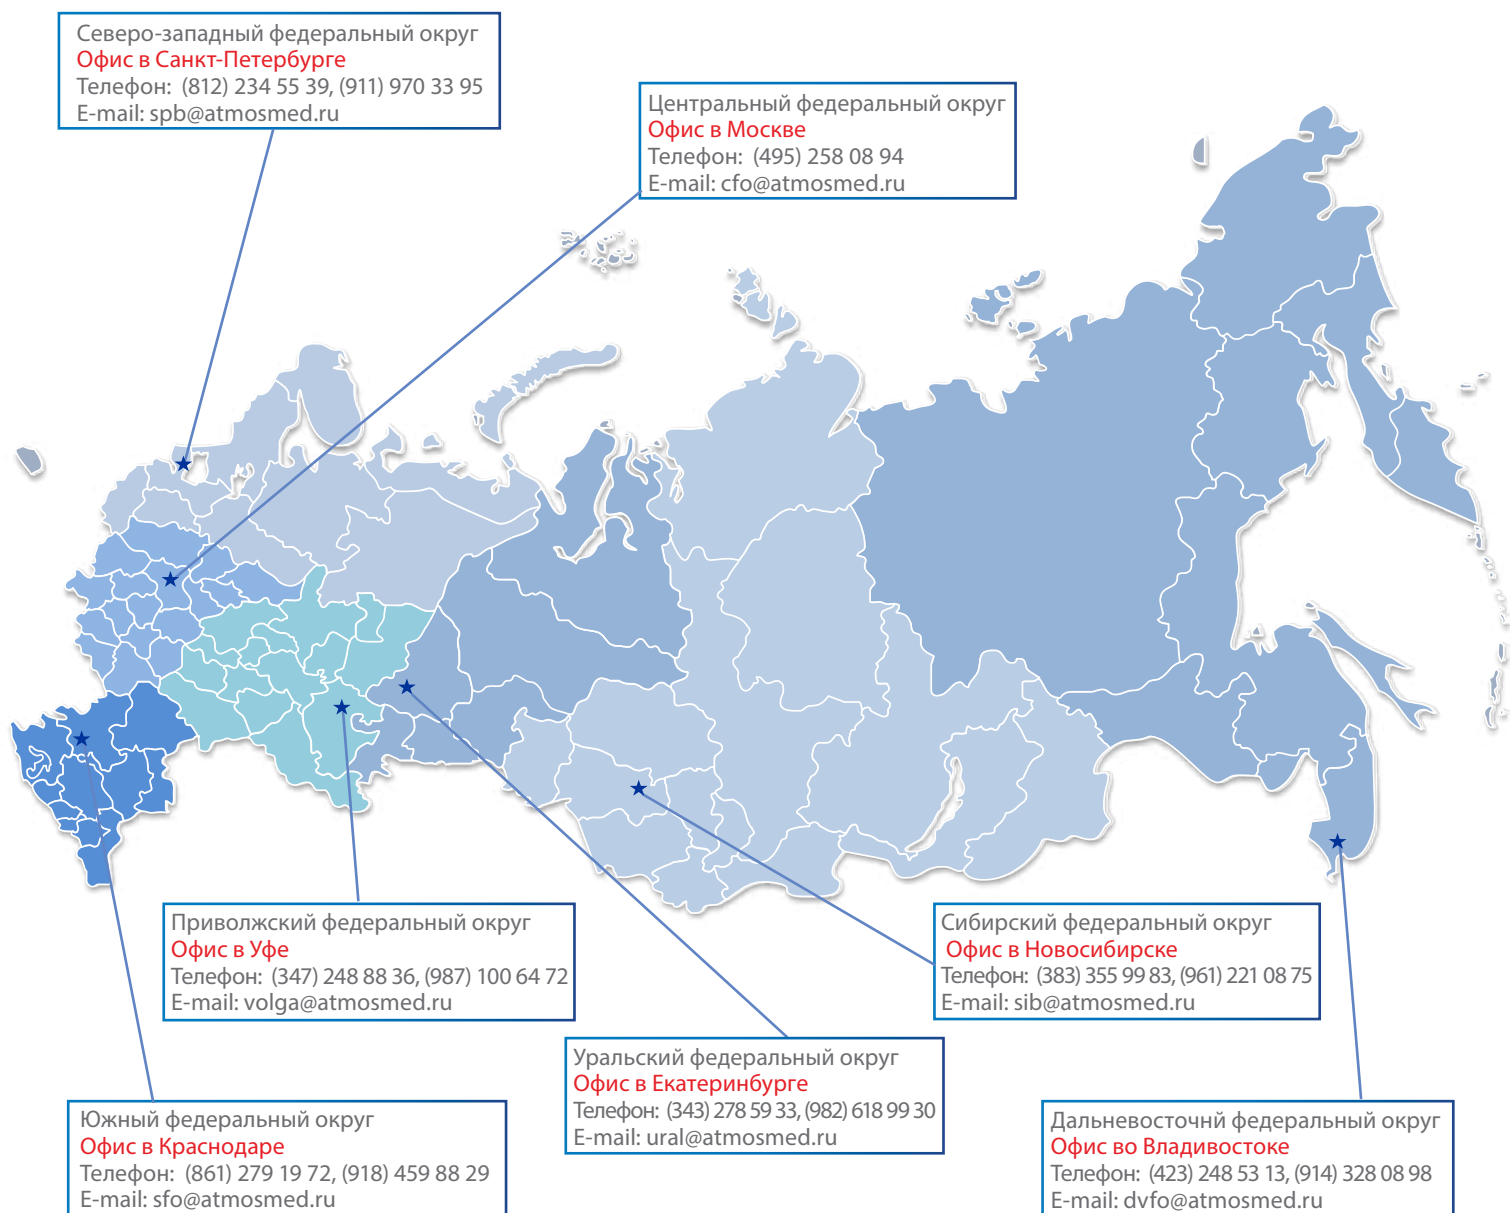 Северо-западный федеральный округ
Офис в Санкт-Петербурге
Телефон: (812) 234 55 39, (911) 970 33 95
E-mail: spb@atmosmed.ru
Центральный федеральный округ
Офис в Москве
Телефон: (495) 258 08 94
E-mail: cfo@atmosmed.ru
Приволжский федеральный округ
Офис в Уфе
Телефон: (347) 248 88 36, (987) 100 64 72
E-mail: volga@atmosmed.ru
Сибирский федеральный округ
Офис в Новосибирске
Телефон: (383) 355 99 83, (961) 221 08 75
E-mail: sib@atmosmed.ru
Уральский федеральный округ
Офис в Екатеринбурге
Телефон: (343) 278 59 33, (982) 618 99 30
E-mail: ural@atmosmed.ru
Южный федеральный округ
Офис в Краснодаре
Телефон: (861) 279 19 72, (918) 459 88 29
E-mail: sfo@atmosmed.ru
Дальневосточнй федеральный округ
Офис во Владивостоке
Телефон: (423) 248 53 13, (914) 328 08 98
E-mail: dvfo@atmosmed.ru